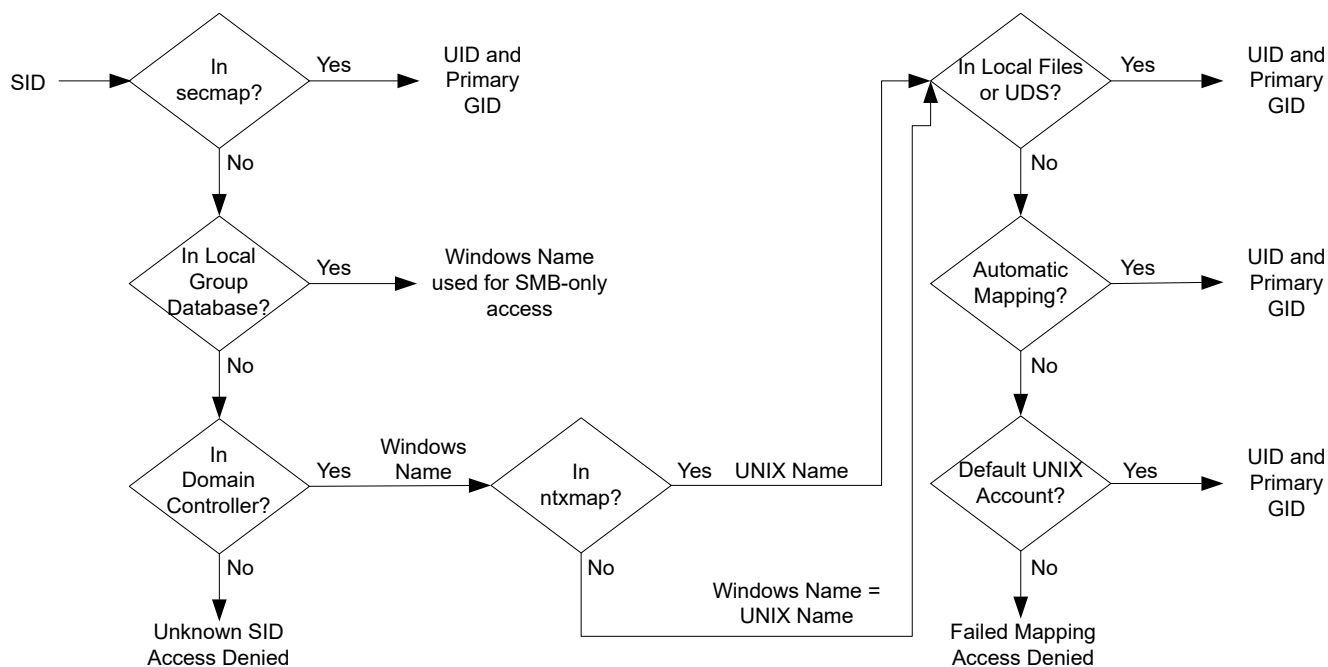 SID
In
secmap?
Yes
UID and
Primary
GID
No
In Local
Group
Database?
Yes
Windows Name
used for SMB-only
access
No
In
Domain
Controller?
Yes
Windows
Name
No
Unknown SID
Access Denied
In
ntxmap?
Yes
UNIX Name
No
Windows Name =
UNIX Name
In Local Files
or UDS?
Yes
UID and
Primary
GID
No
Automatic
Mapping?
Yes
UID and
Primary
GID
No
Default UNIX
Account?
Yes
UID and
Primary
GID
No
Failed Mapping
Access Denied